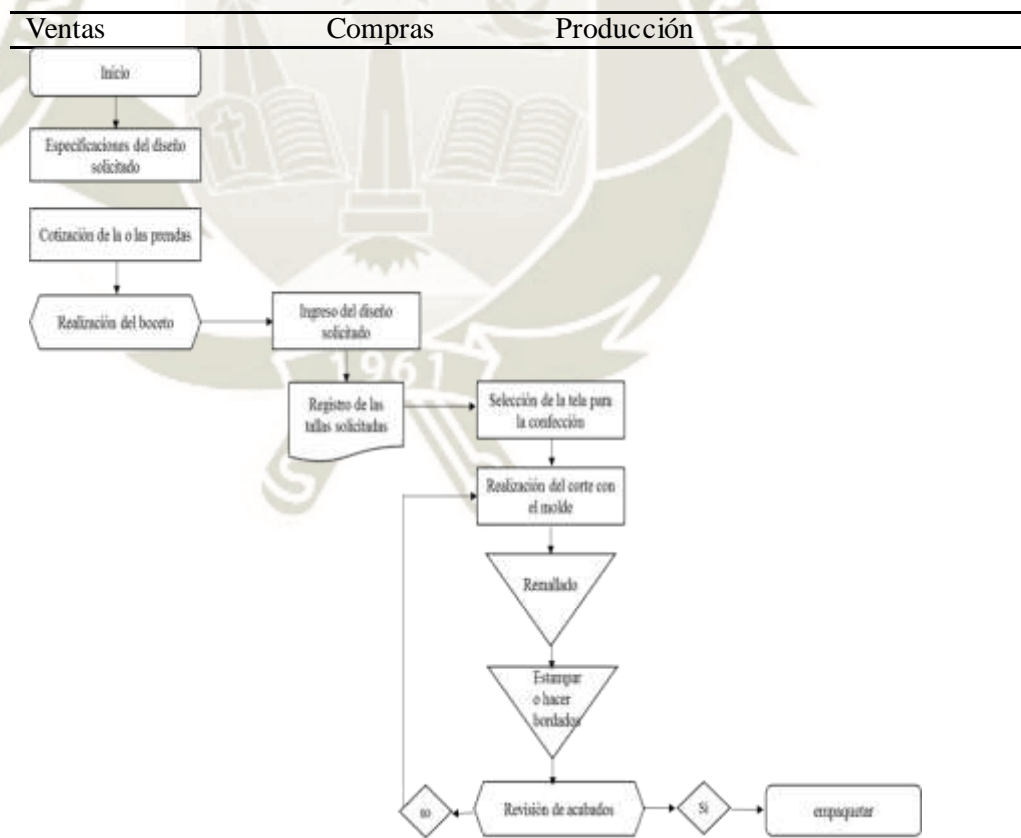 Ventas Compras Producción
Inicio
Especificaciones del diseño
solicitado
Cotización de la o las prendas
Realización del boceto
Ingreso del diseño
solicitado
1961
Registro de las
tallas solicitadas
Selección de la tela para
la confección
Realización del corte con
el molde
Remallado
Estampar
o hacer
bordados
no
Revisión de acabados
Si
empaquetar